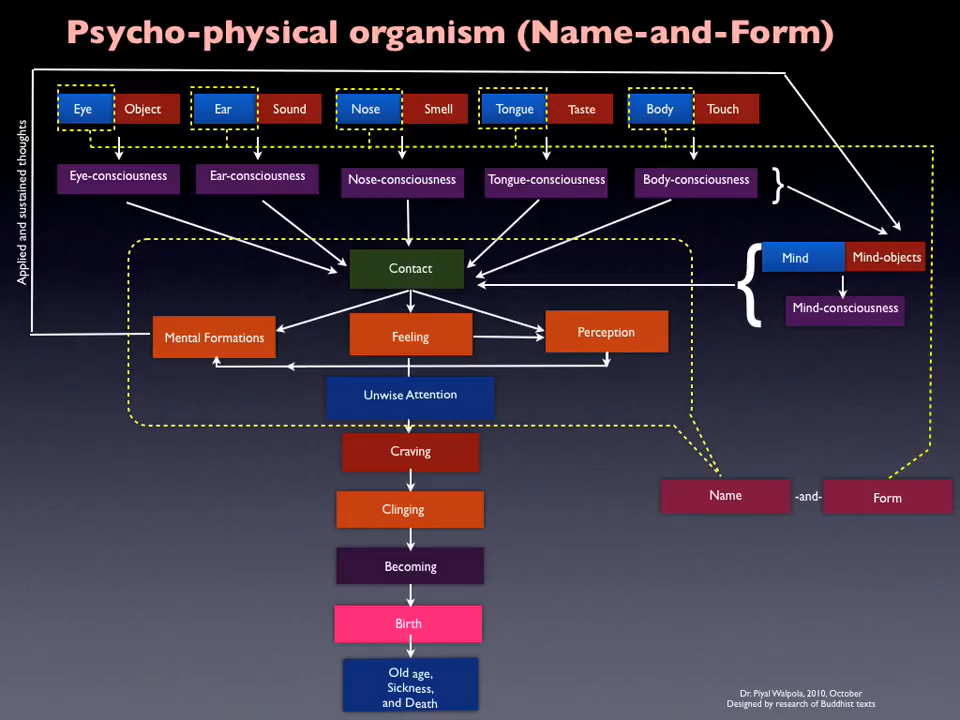 Psycho-physical organism (Name-and-Form)
Eye
Object
Ear
Sound
Nose
Smell
Tongue
Taste
Body
Touch
Applied and sustained thoughts
Eye-consciousness
Ear-consciousness
Nose-consciousness
Tongue-consciousness
Body-consciousness
}
Contact
{
Mind
Mind-objects
Mind-consciousness
Mental Formations
Feeling
Perception
Unwise Attention
Craving
Name
-and-
Form
Clinging
Becoming
Birth
Old age,
Sickness,
and Death
Dr. Piyal Walpola, 2010, October
Designed by research of Buddhist texts